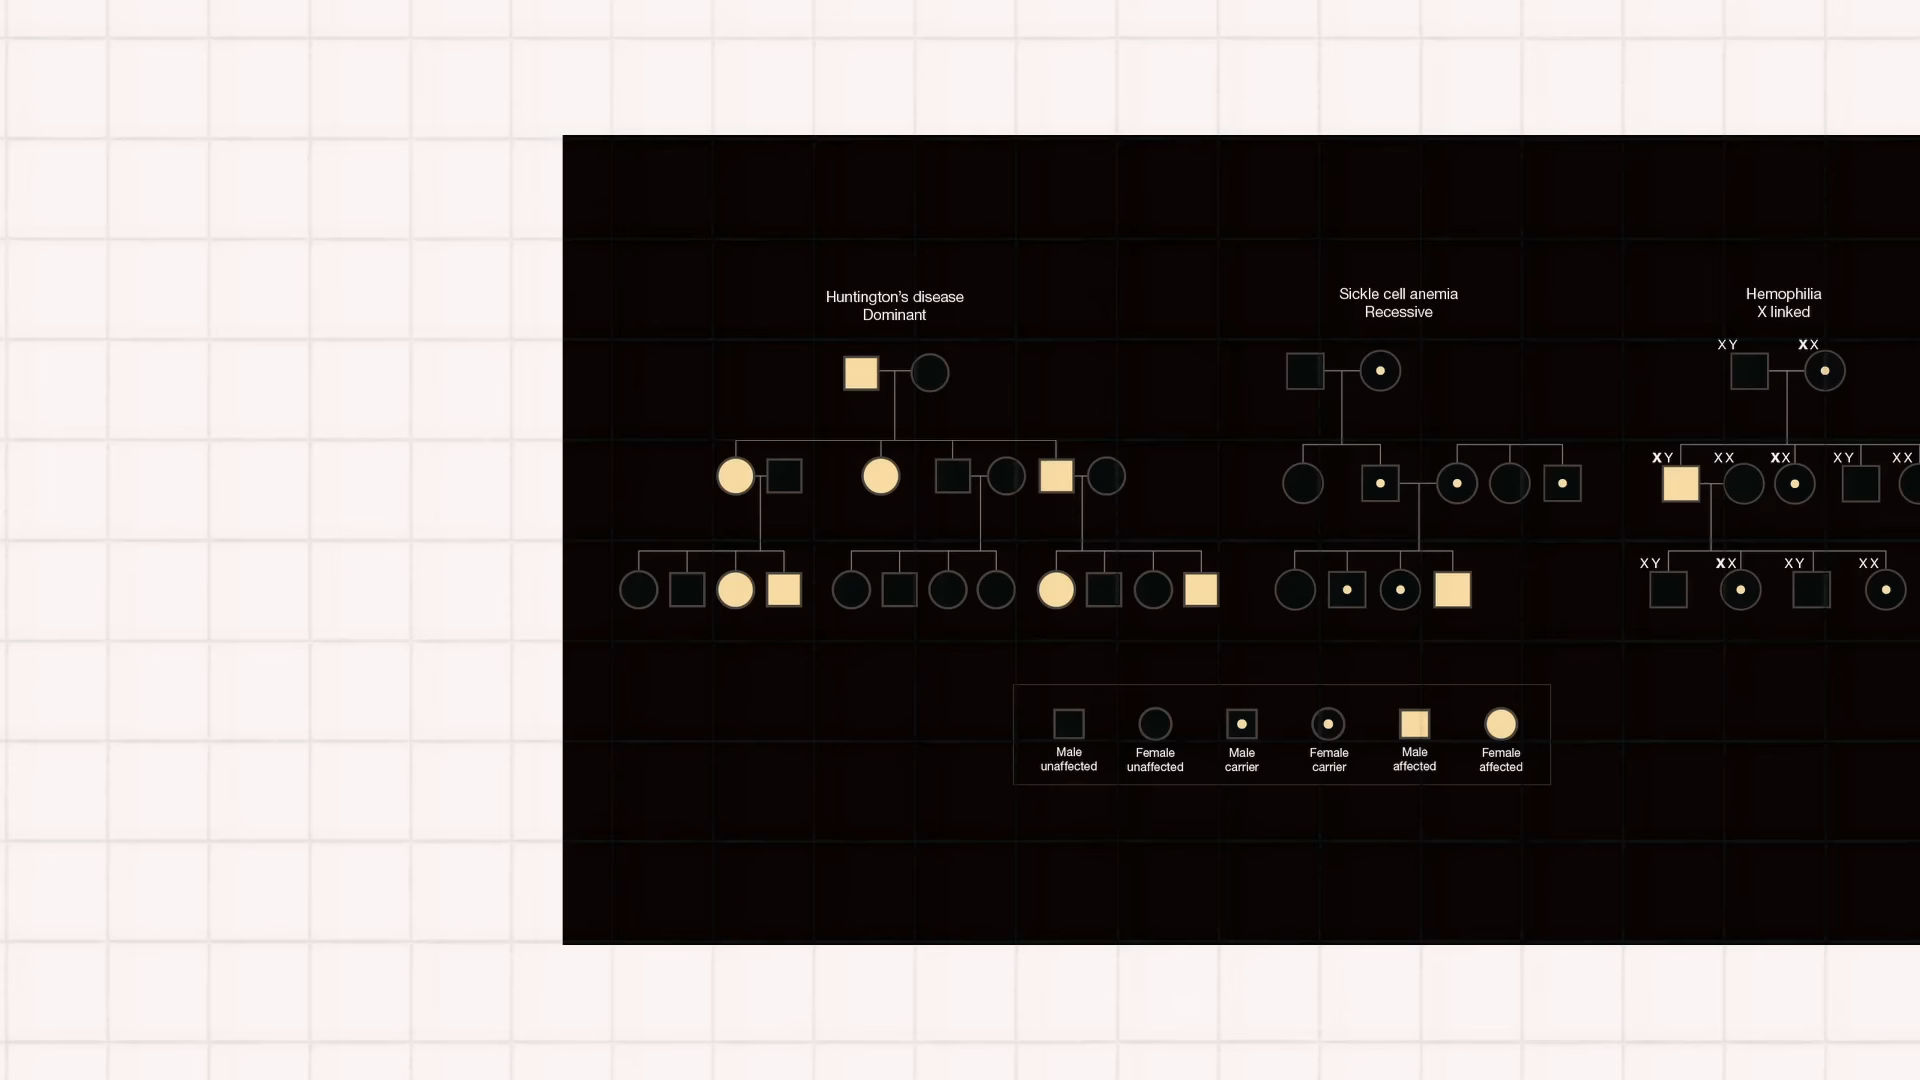 Huntington's disease
Dominant
Sickle cell anemia
Recessive
Hemophilia
X linked
XY
XX
XY
XX
XX
XY
XX
XY
XX
XY
XX
Male
unaffected
Female
unaffected
Male
carrier
Female
carrier
Male
affected
Female
affected